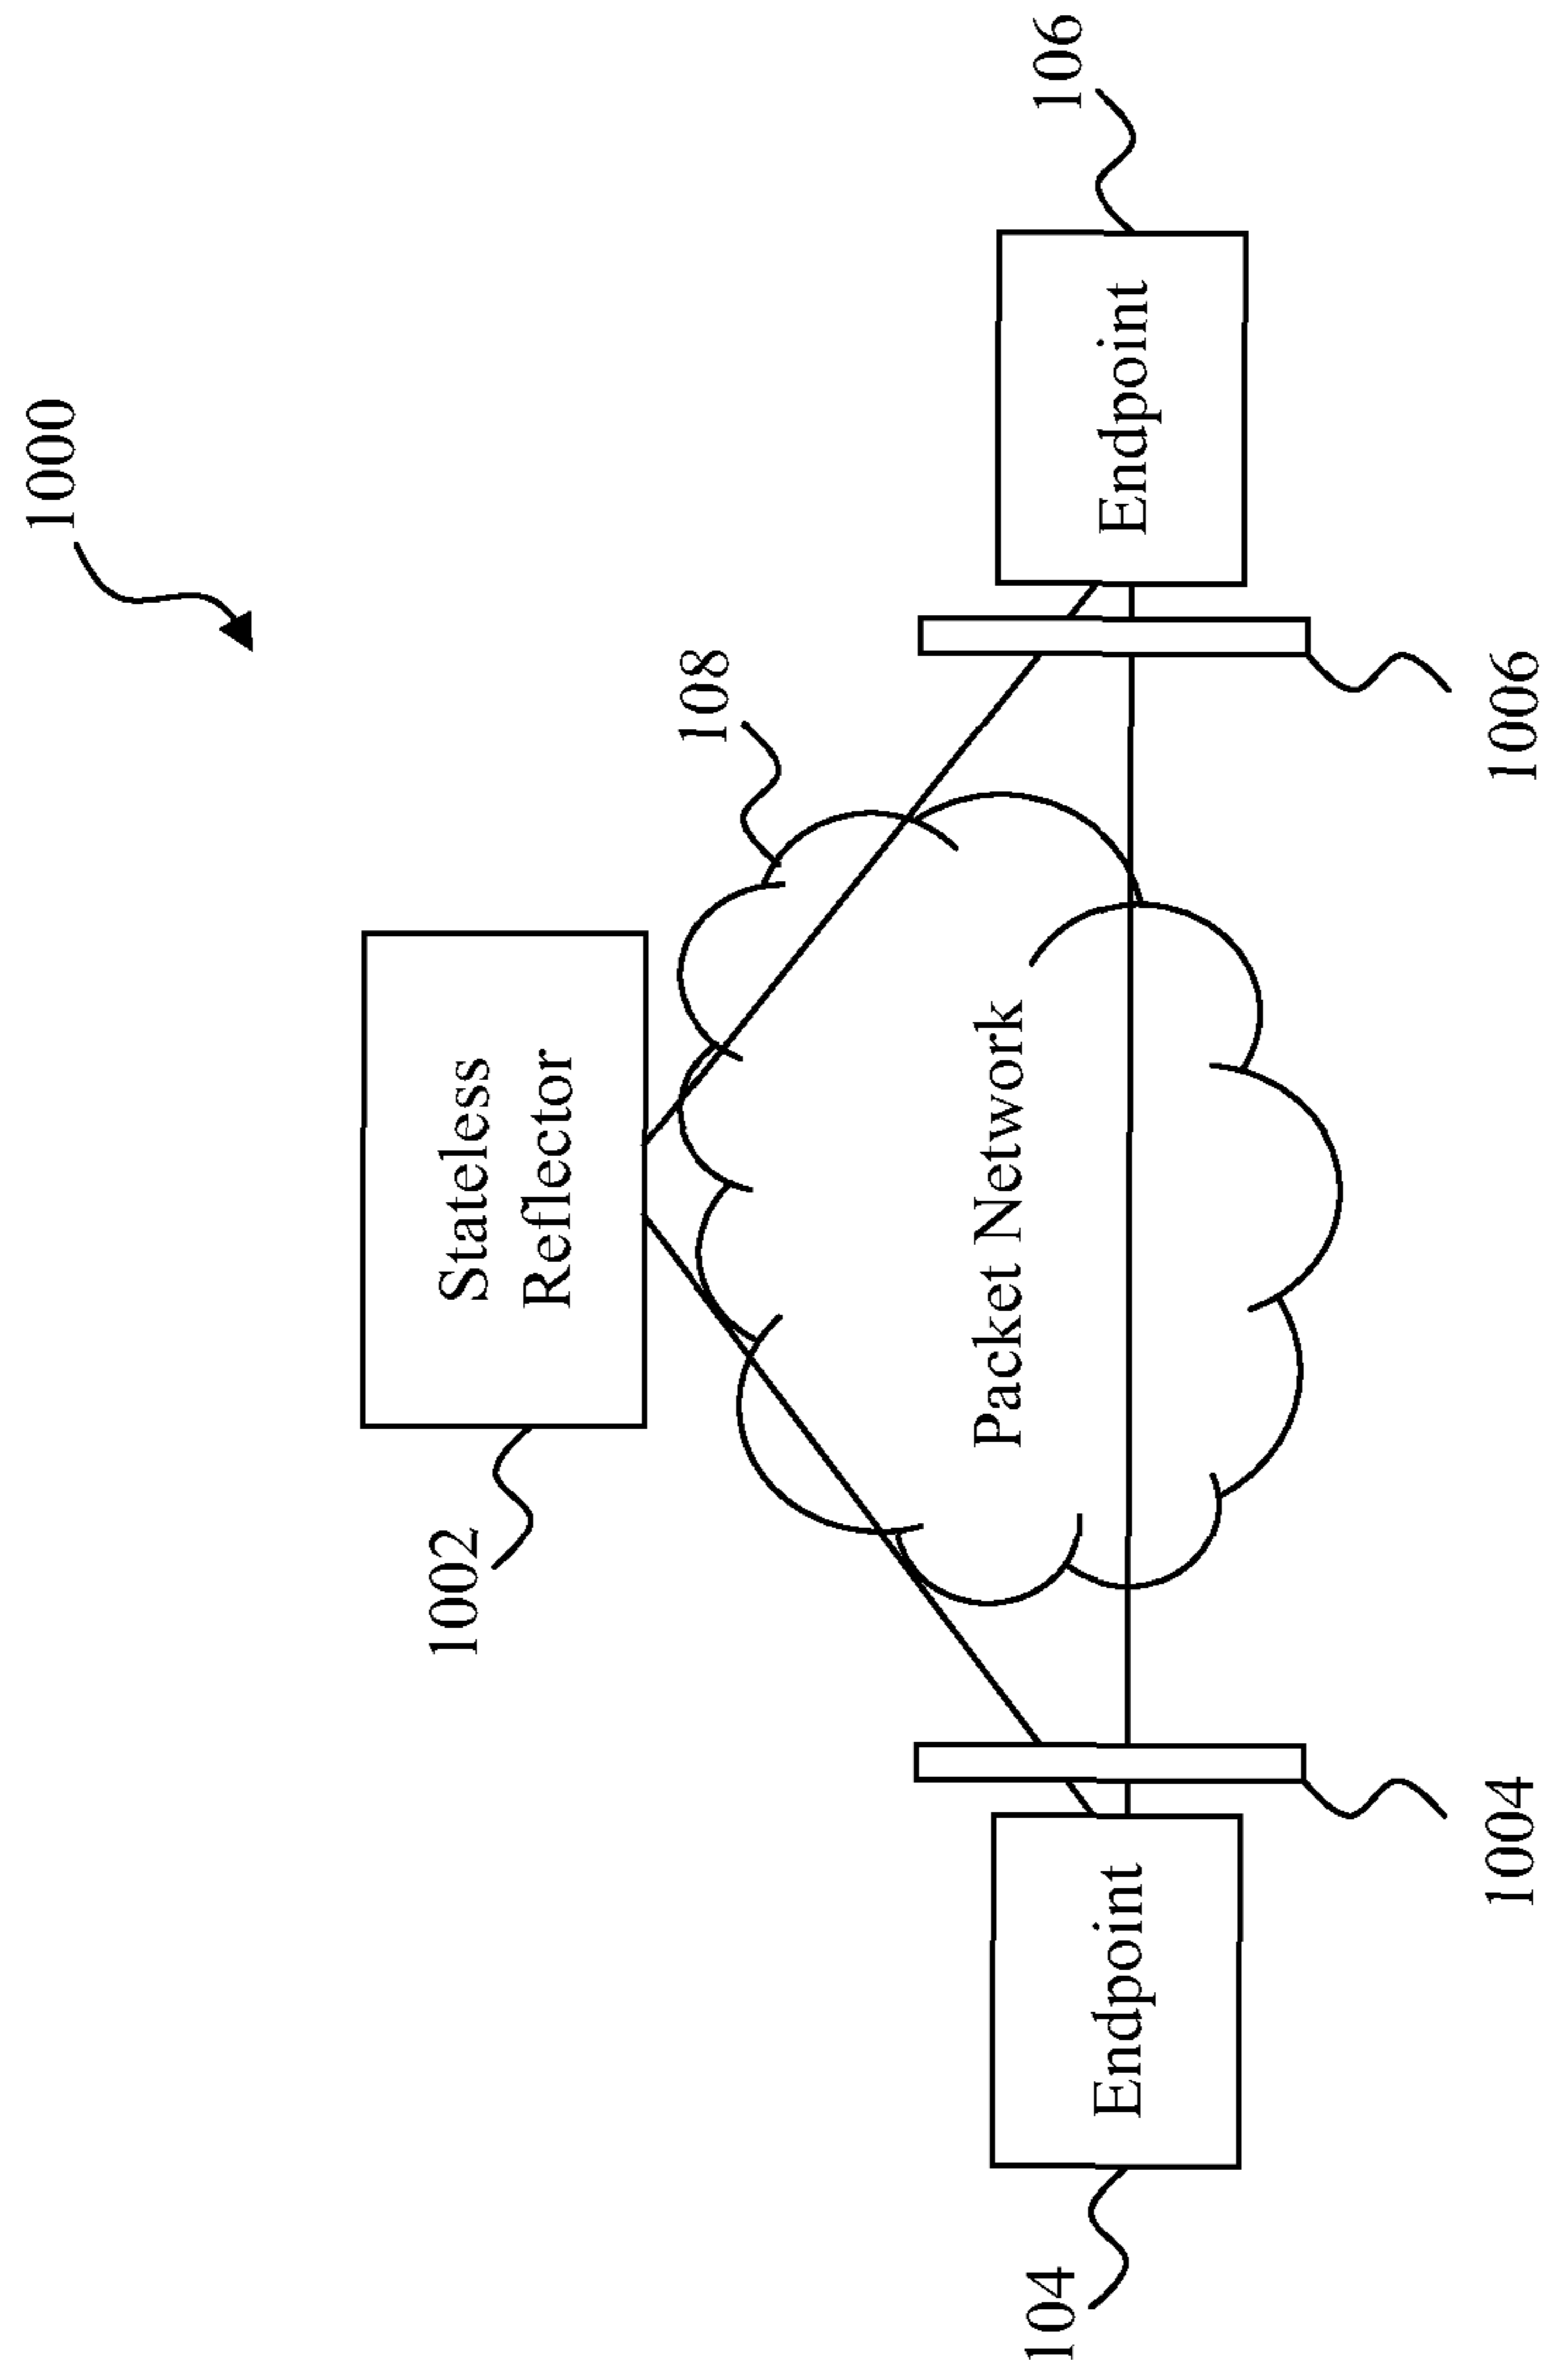 1000
Stateless
Reflector
1002
108
Packet Network
104
Endpoint
Endpoint
106
1004
1006